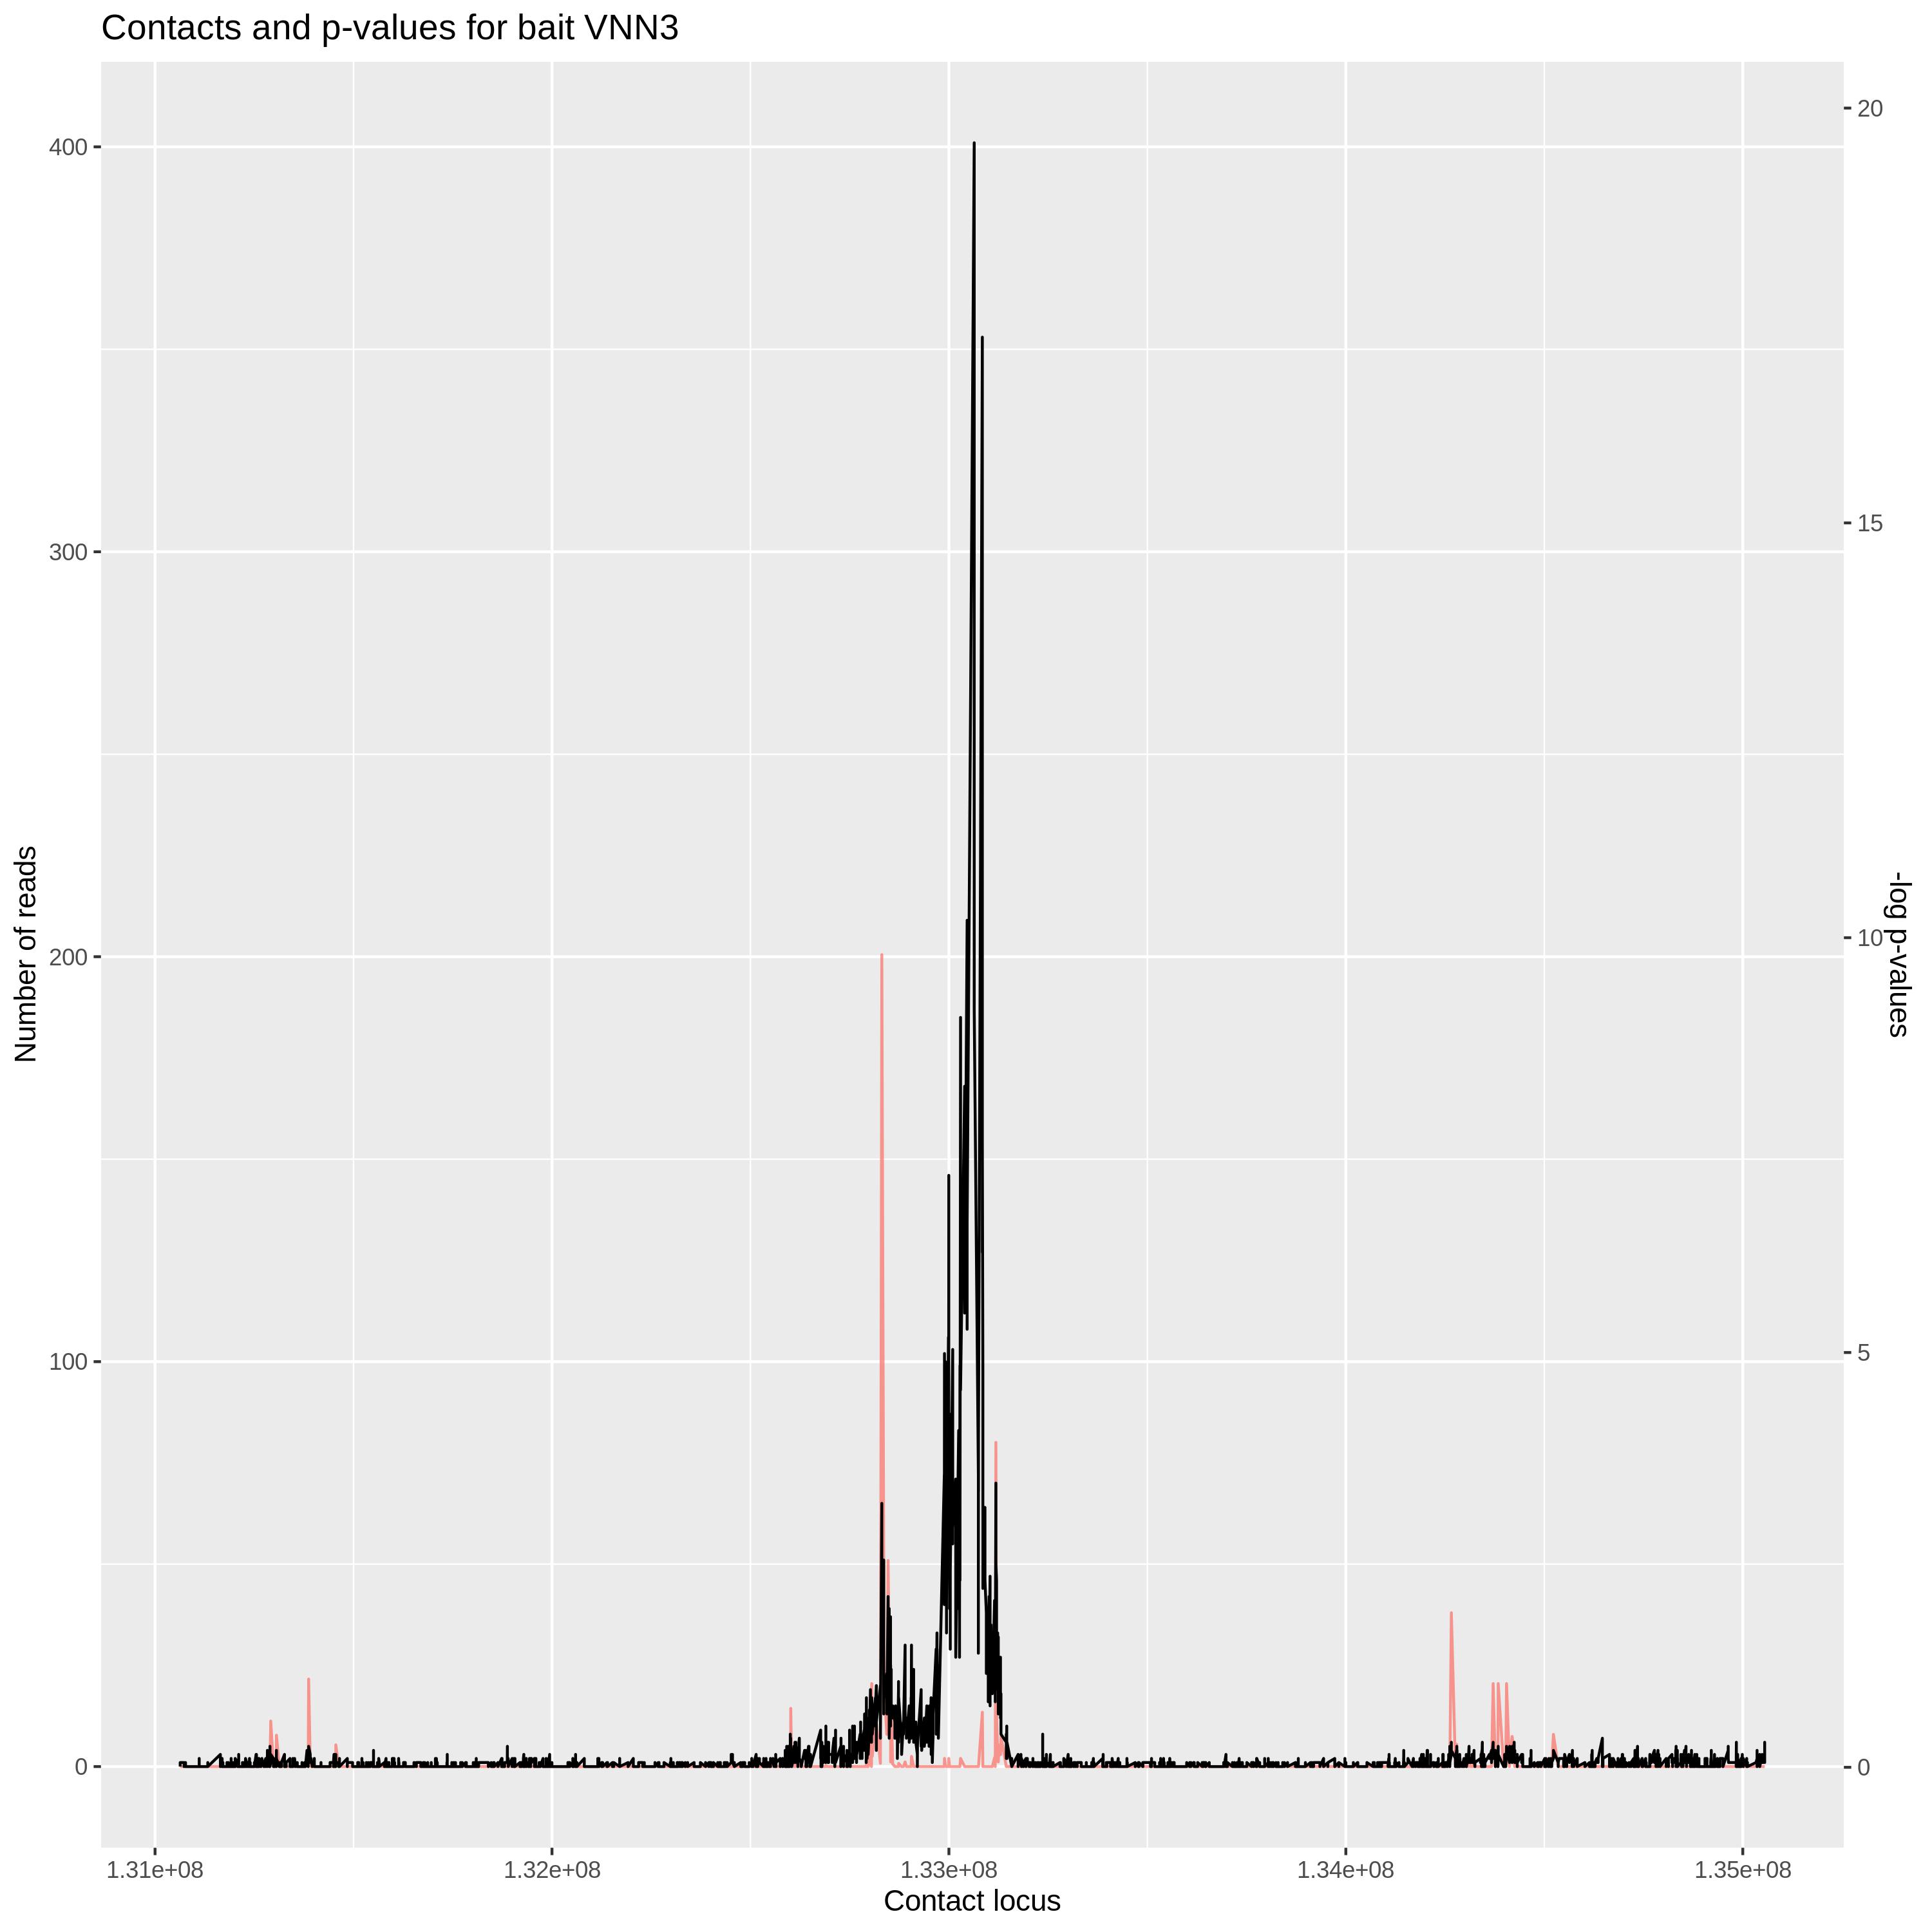 Contacts and p-values for bait VNN3
400
300
200
100
0
20
15
10
5
0
Number of reads
-log p-values
1.31e+08
1.32e+08
1.33e+08
1.34e+08
1.35e+08
Contact locus